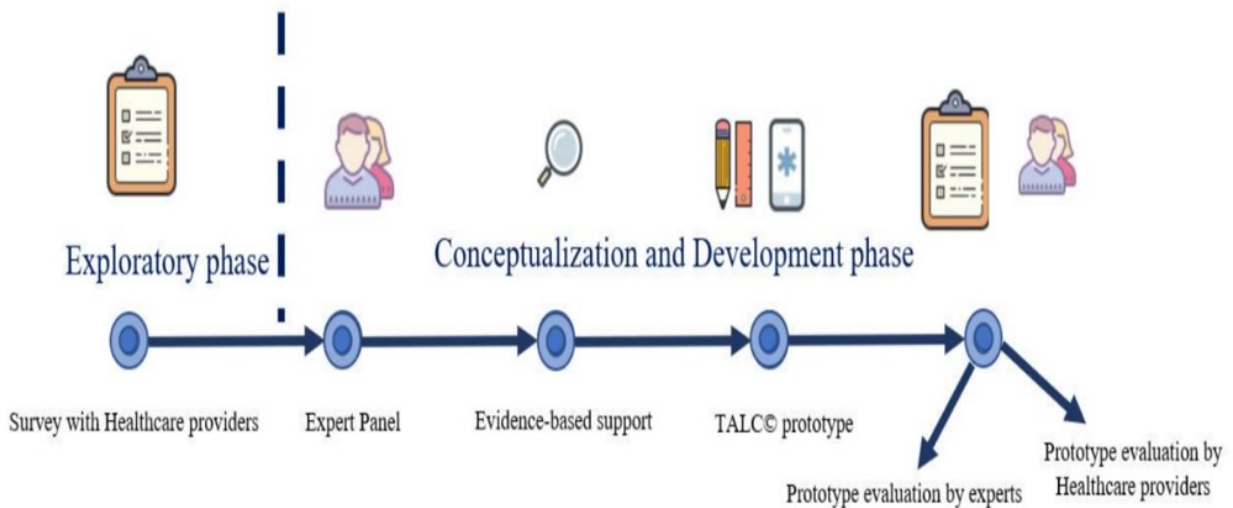 Exploratory phase
Conceptualization and Development phase
Survey with Healthcare providers
Expert Panel
Evidence-based support
TALC© prototype
Prototype evaluation by experts
Prototype evaluation by
Healthcare providers